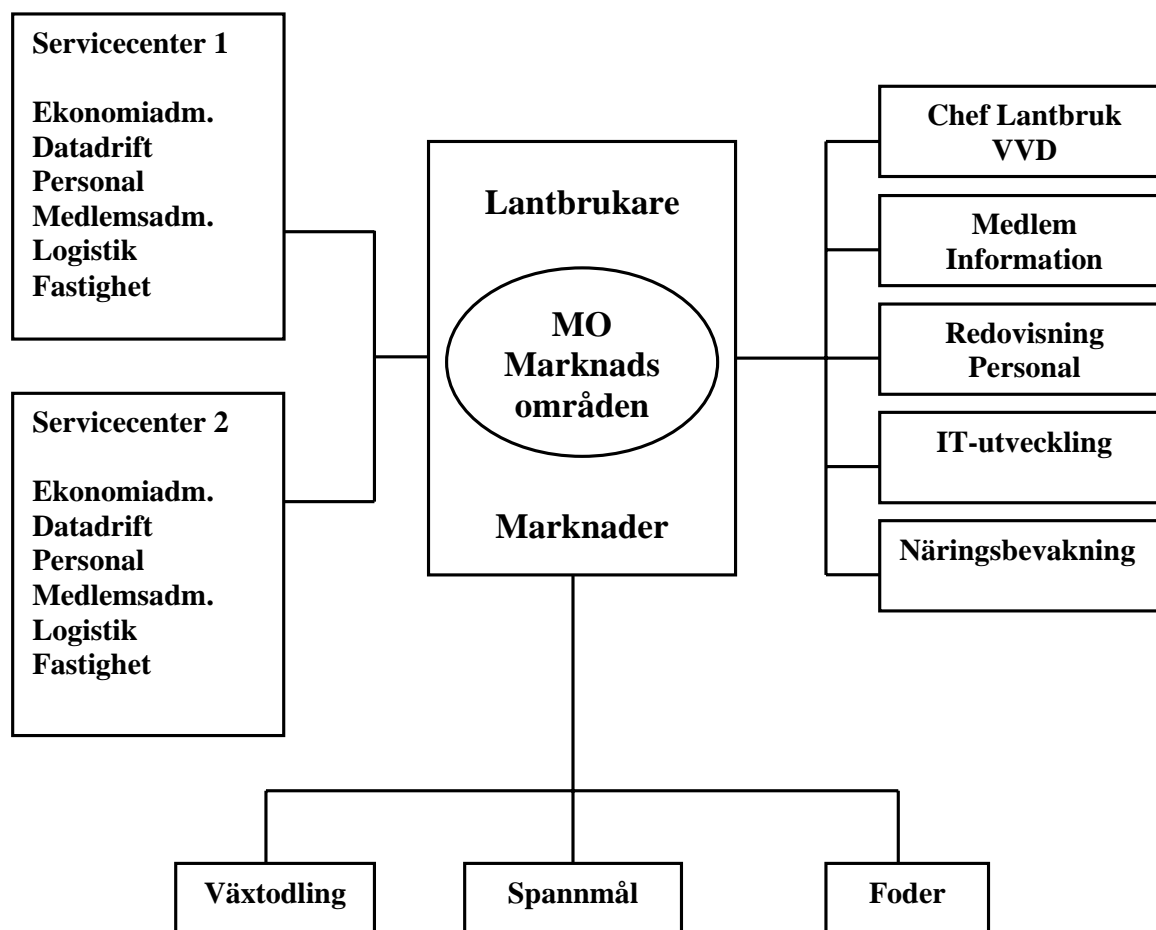 Servicecenter 1
Ekonomiadm.
Datadrift
Personal
Medlemsadm.
Logistik
Fastighet
Servicecenter 2
Ekonomiadm.
Datadrift
Personal
Medlemsadm.
Logistik
Fastighet
Lantbrukare
MO
Marknads
områden
Marknader
Chef Lantbruk
VVD
Medlem
Information
Redovisning
Personal
IT-utveckling
Näringsbevakning
Växtodling
Spannmål
Foder